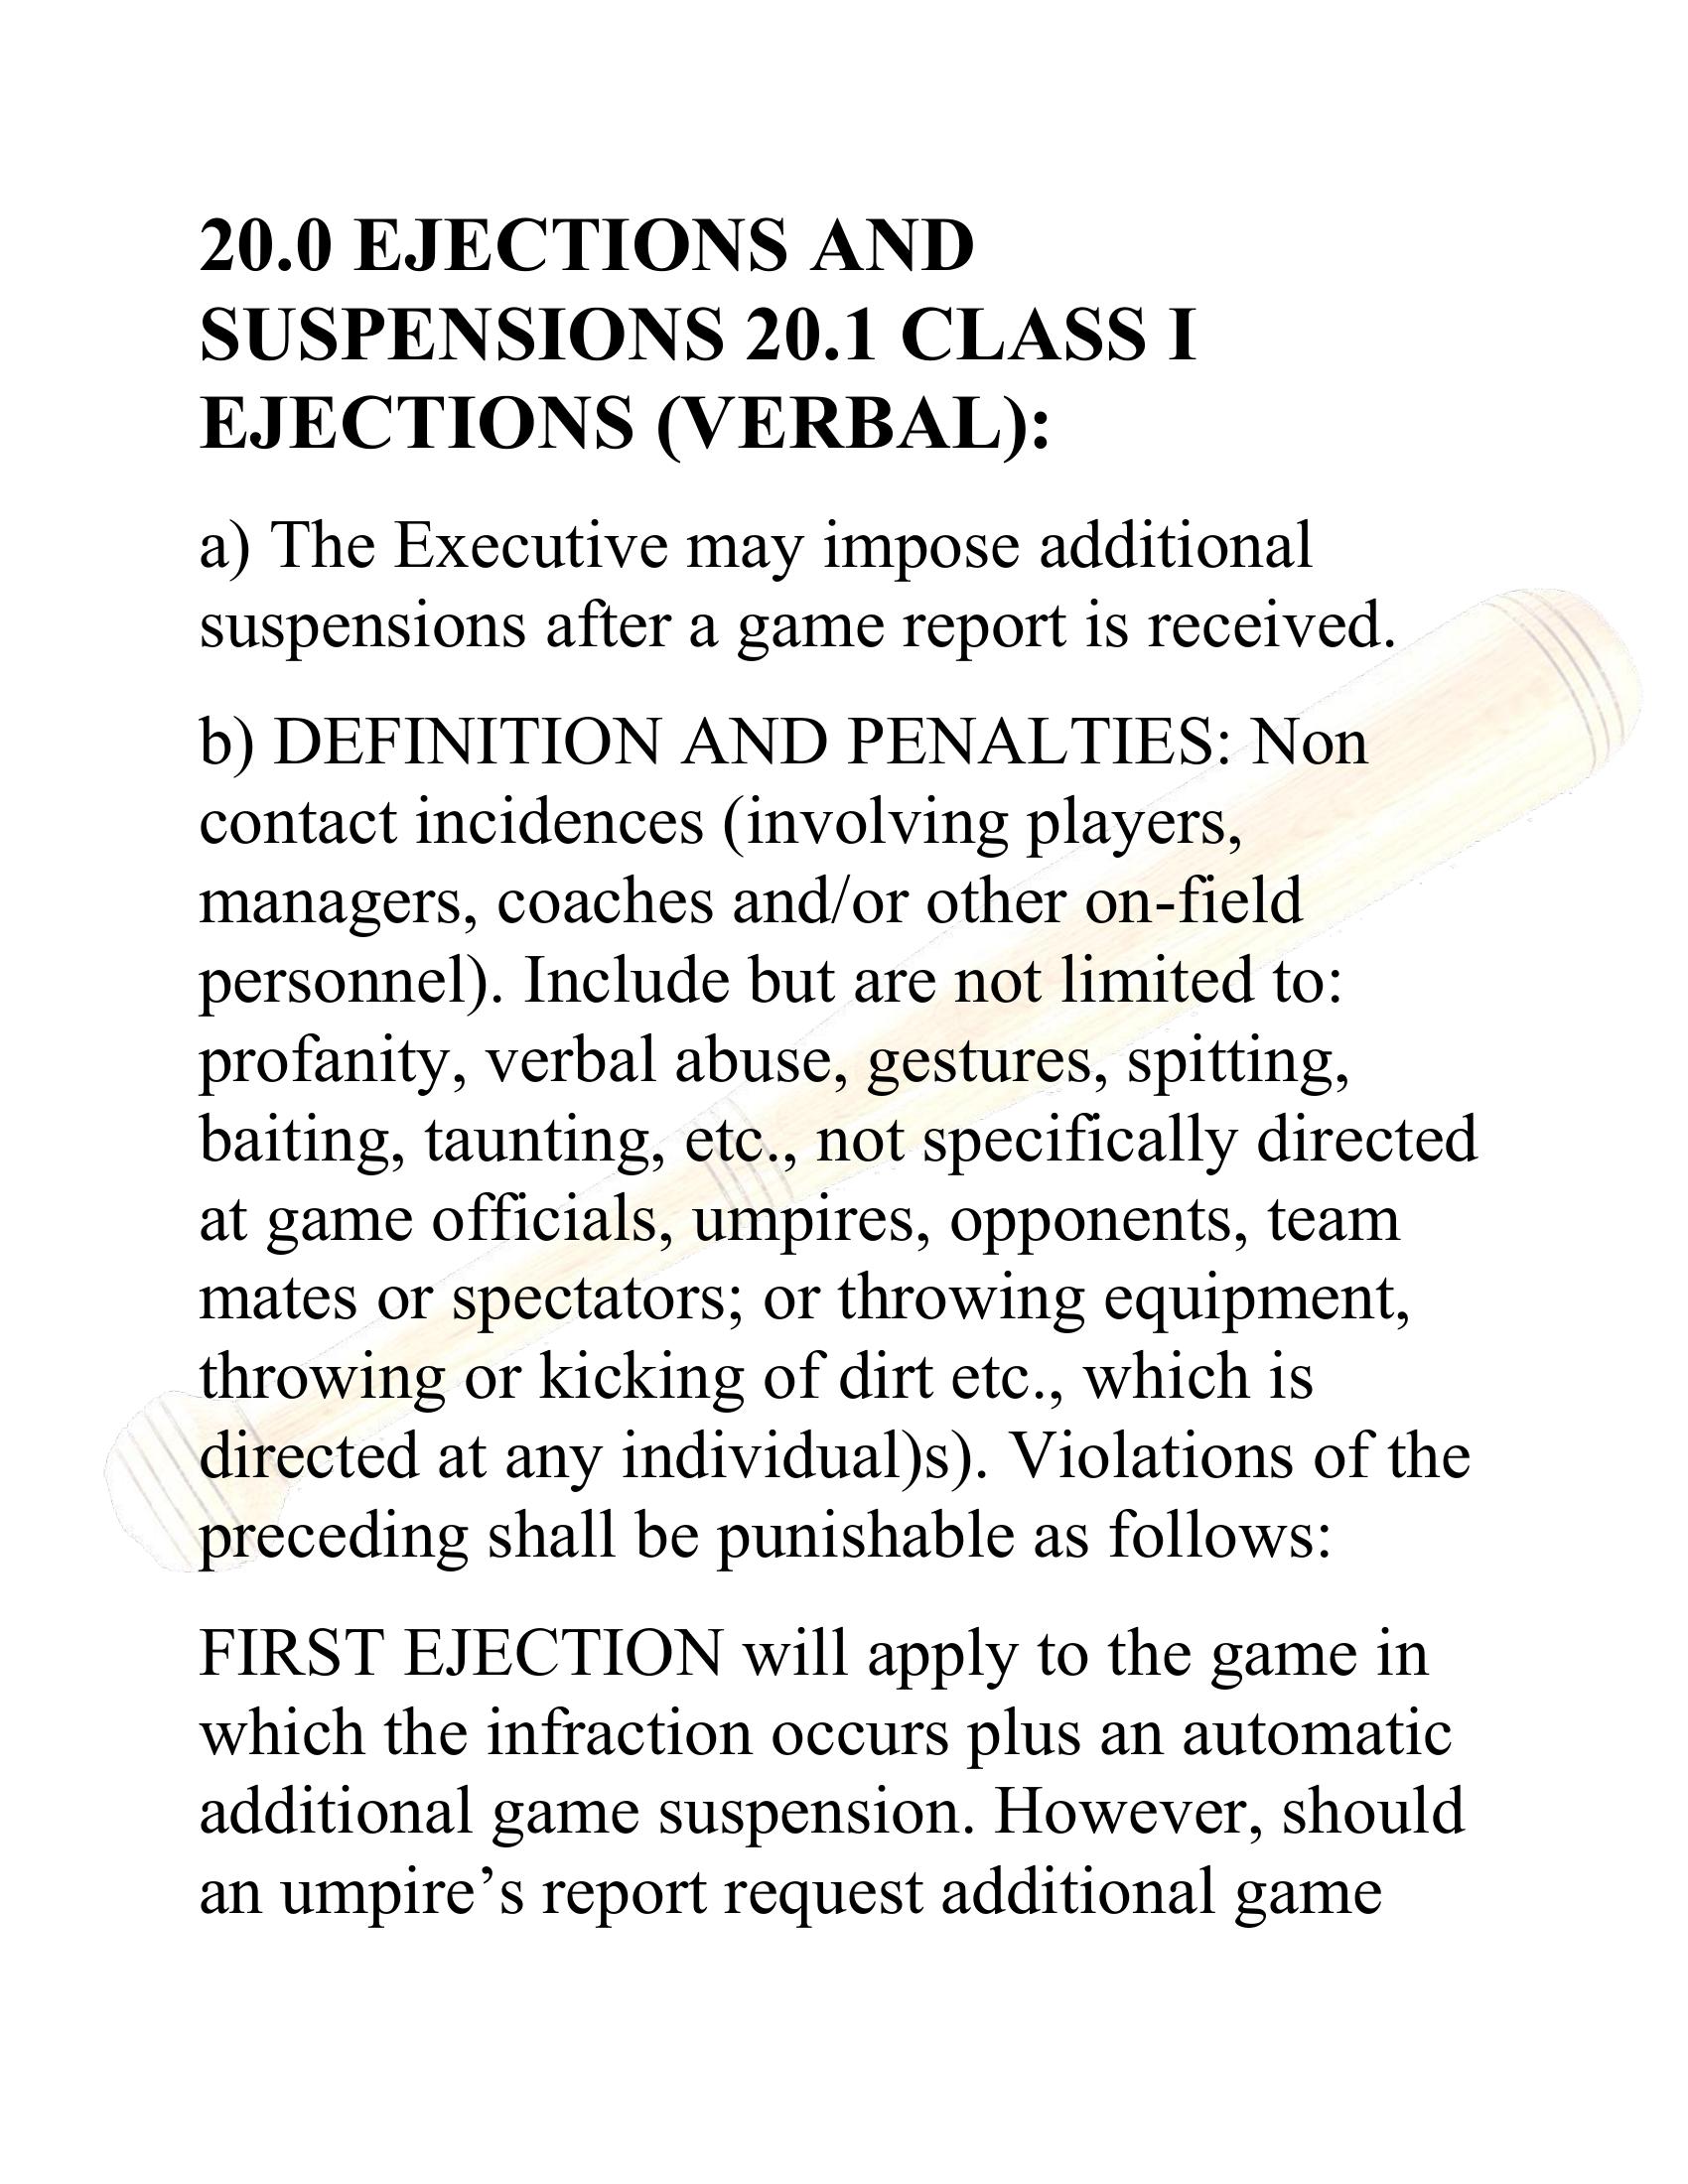 20.0 EJECTIONS AND
SUSPENSIONS 20.1 CLASS I
EJECTIONS (VERBAL):
a) The Executive may impose additional
suspensions after a game report is received.
b) DEFINITION AND PENALTIES: Non
contact incidences (involving players,
managers, coaches and/or other on-field
personnel). Include but are not limited to:
profanity, verbal abuse, gestures, spitting,
baiting, taunting, etc., not specifically directed
at game officials, umpires, opponents, team
mates or spectators; or throwing equipment,
throwing or kicking of dirt etc., which is
directed at any individual)s). Violations of the
preceding shall be punishable as follows:
FIRST EJECTION will apply to the game in
which the infraction occurs plus an automatic
additional game suspension. However, should
an umpire’s report request additional game